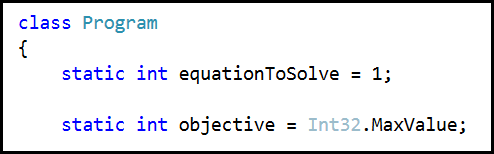 class Program
{
static int equationToSolve = 1;
static int objective = Int32.MaxValue;